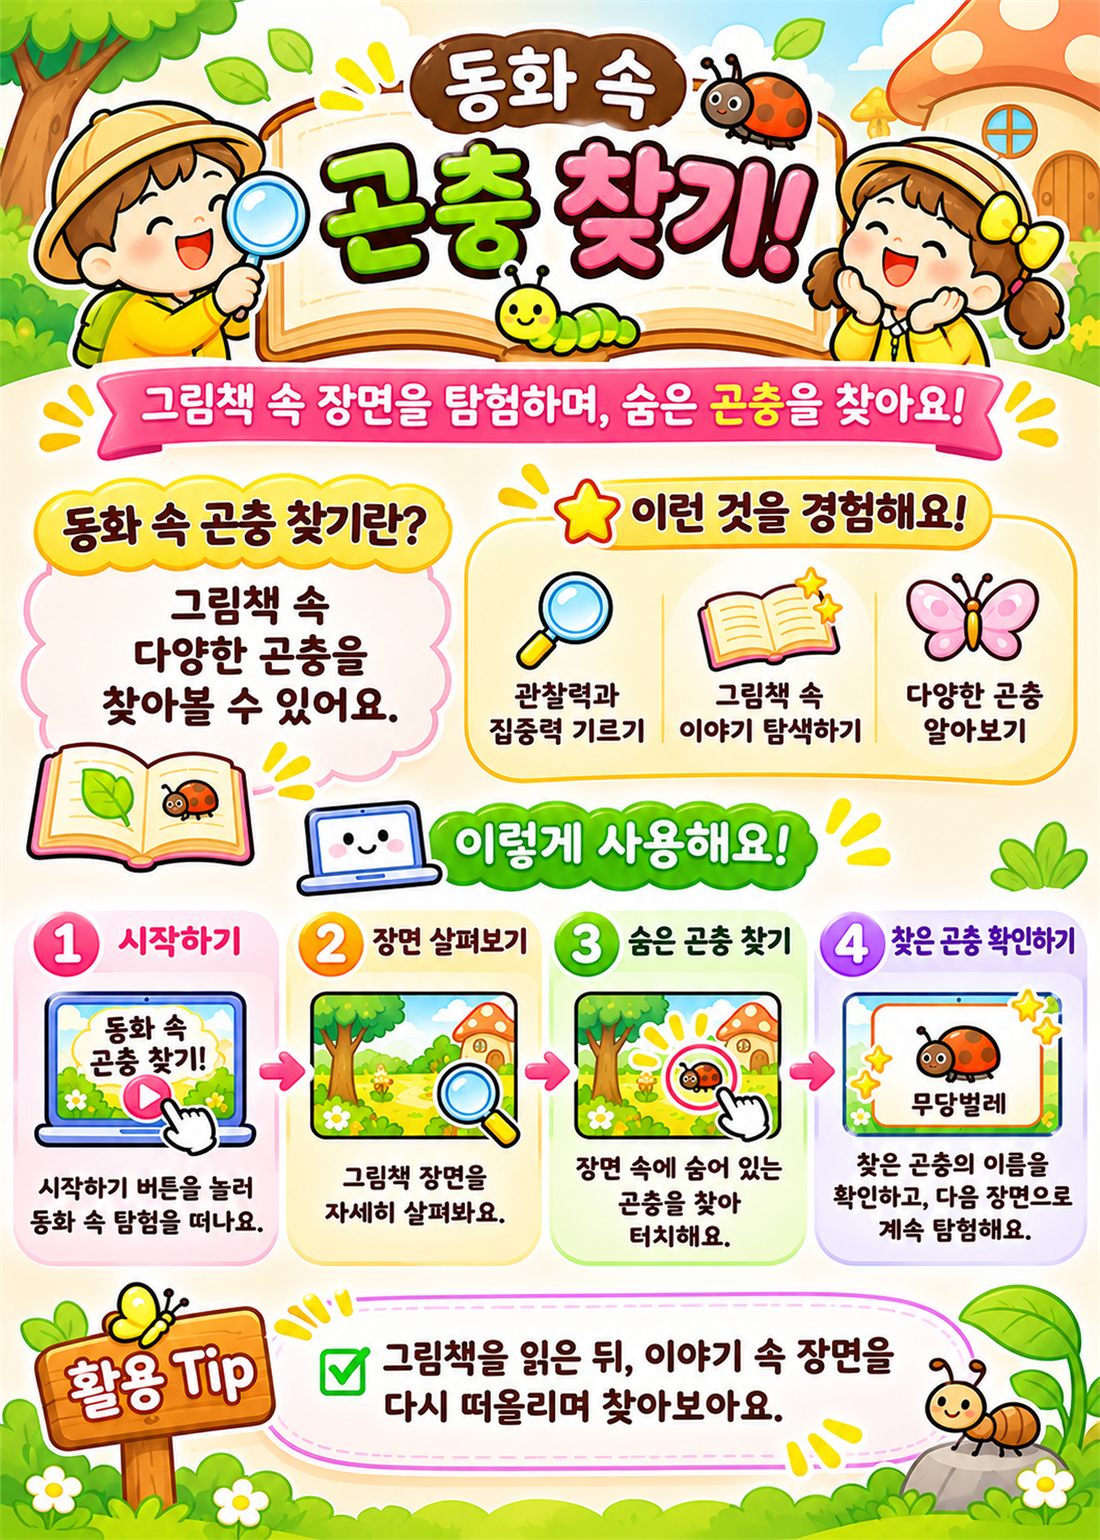 동화 속
곤충 찾기!
그림책 속 장면을 탐험하며, 숨은 곤충을 찾아요!
동화 속 곤충 찾기란?
그림책 속
다양한 곤충을
찾아볼 수 있어요.
이런 것을 경험해요!
관찰력과
집중력 기르기
그림책 속
이야기 탐색하기
다양한 곤충
알아보기
이렇게 사용해요!
1 시작하기
동화 속
곤충 찾기!
시작하기 버튼을 눌러
동화 속 탐험을 떠나요.
2 장면 살펴보기
그림책 장면을
자세히 살펴봐요.
3 숨은 곤충 찾기
장면 속에 숨어 있는
곤충을 찾아
터치해요.
4 찾은 곤충 확인하기
무당벌레
찾은 곤충의 이름을
확인하고, 다음 장면으로
계속 탐험해요.
활용 Tip
그림책을 읽은 뒤, 이야기 속 장면을
다시 떠올리며 찾아보아요.